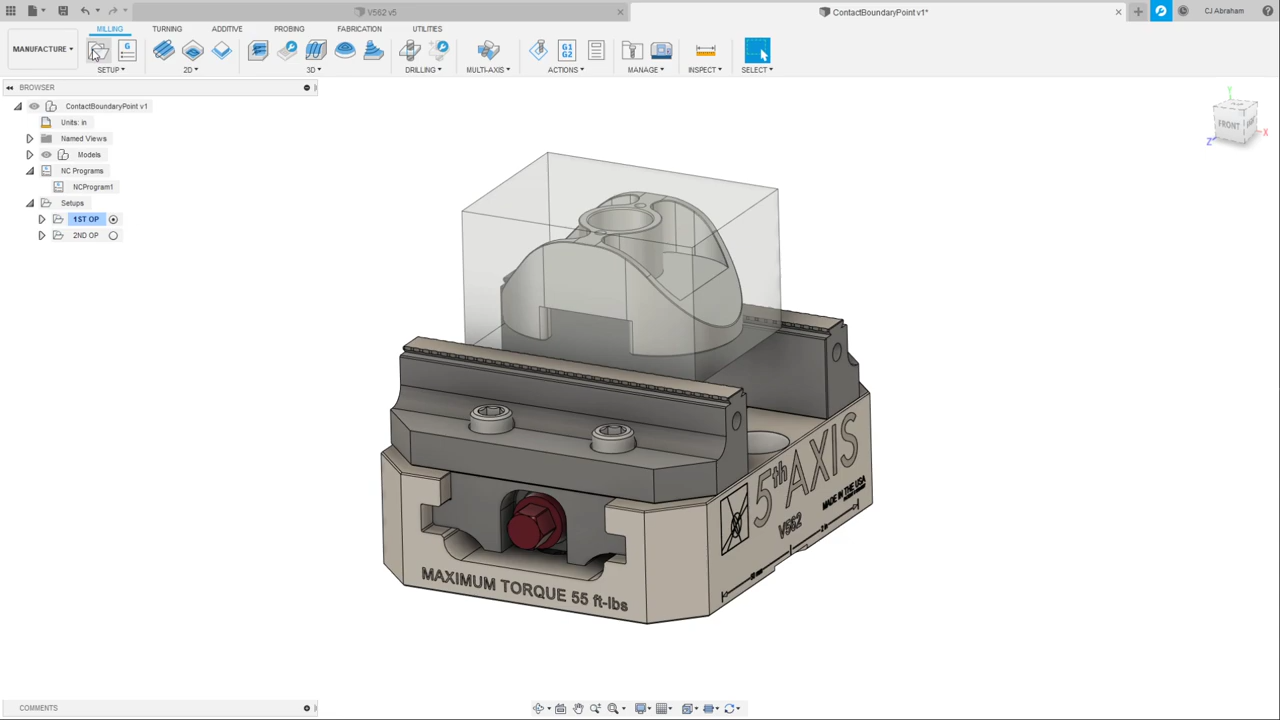 V562 v5
ContactBoundaryPoint v1*
CJ Abraham
MILLING TURNING ADDITIVE PROBING FABRICATION UTILITIES
MANUFACTURE
G
G1
G2
SETUP 2D 3D DRILLING MULTI-AXIS ACTIONS MANAGE INSPECT SELECT
BROWSER
ContactBoundaryPoint v1
Units: in
Named Views
Models
NC Programs
NCProgram1
Setups
1ST OP
2ND OP
Y
FRONT
X
Z
5th AXIS
MADE IN THE USA
V562
MAXIMUM TORQUE 55 ft-lbs
COMMENTS